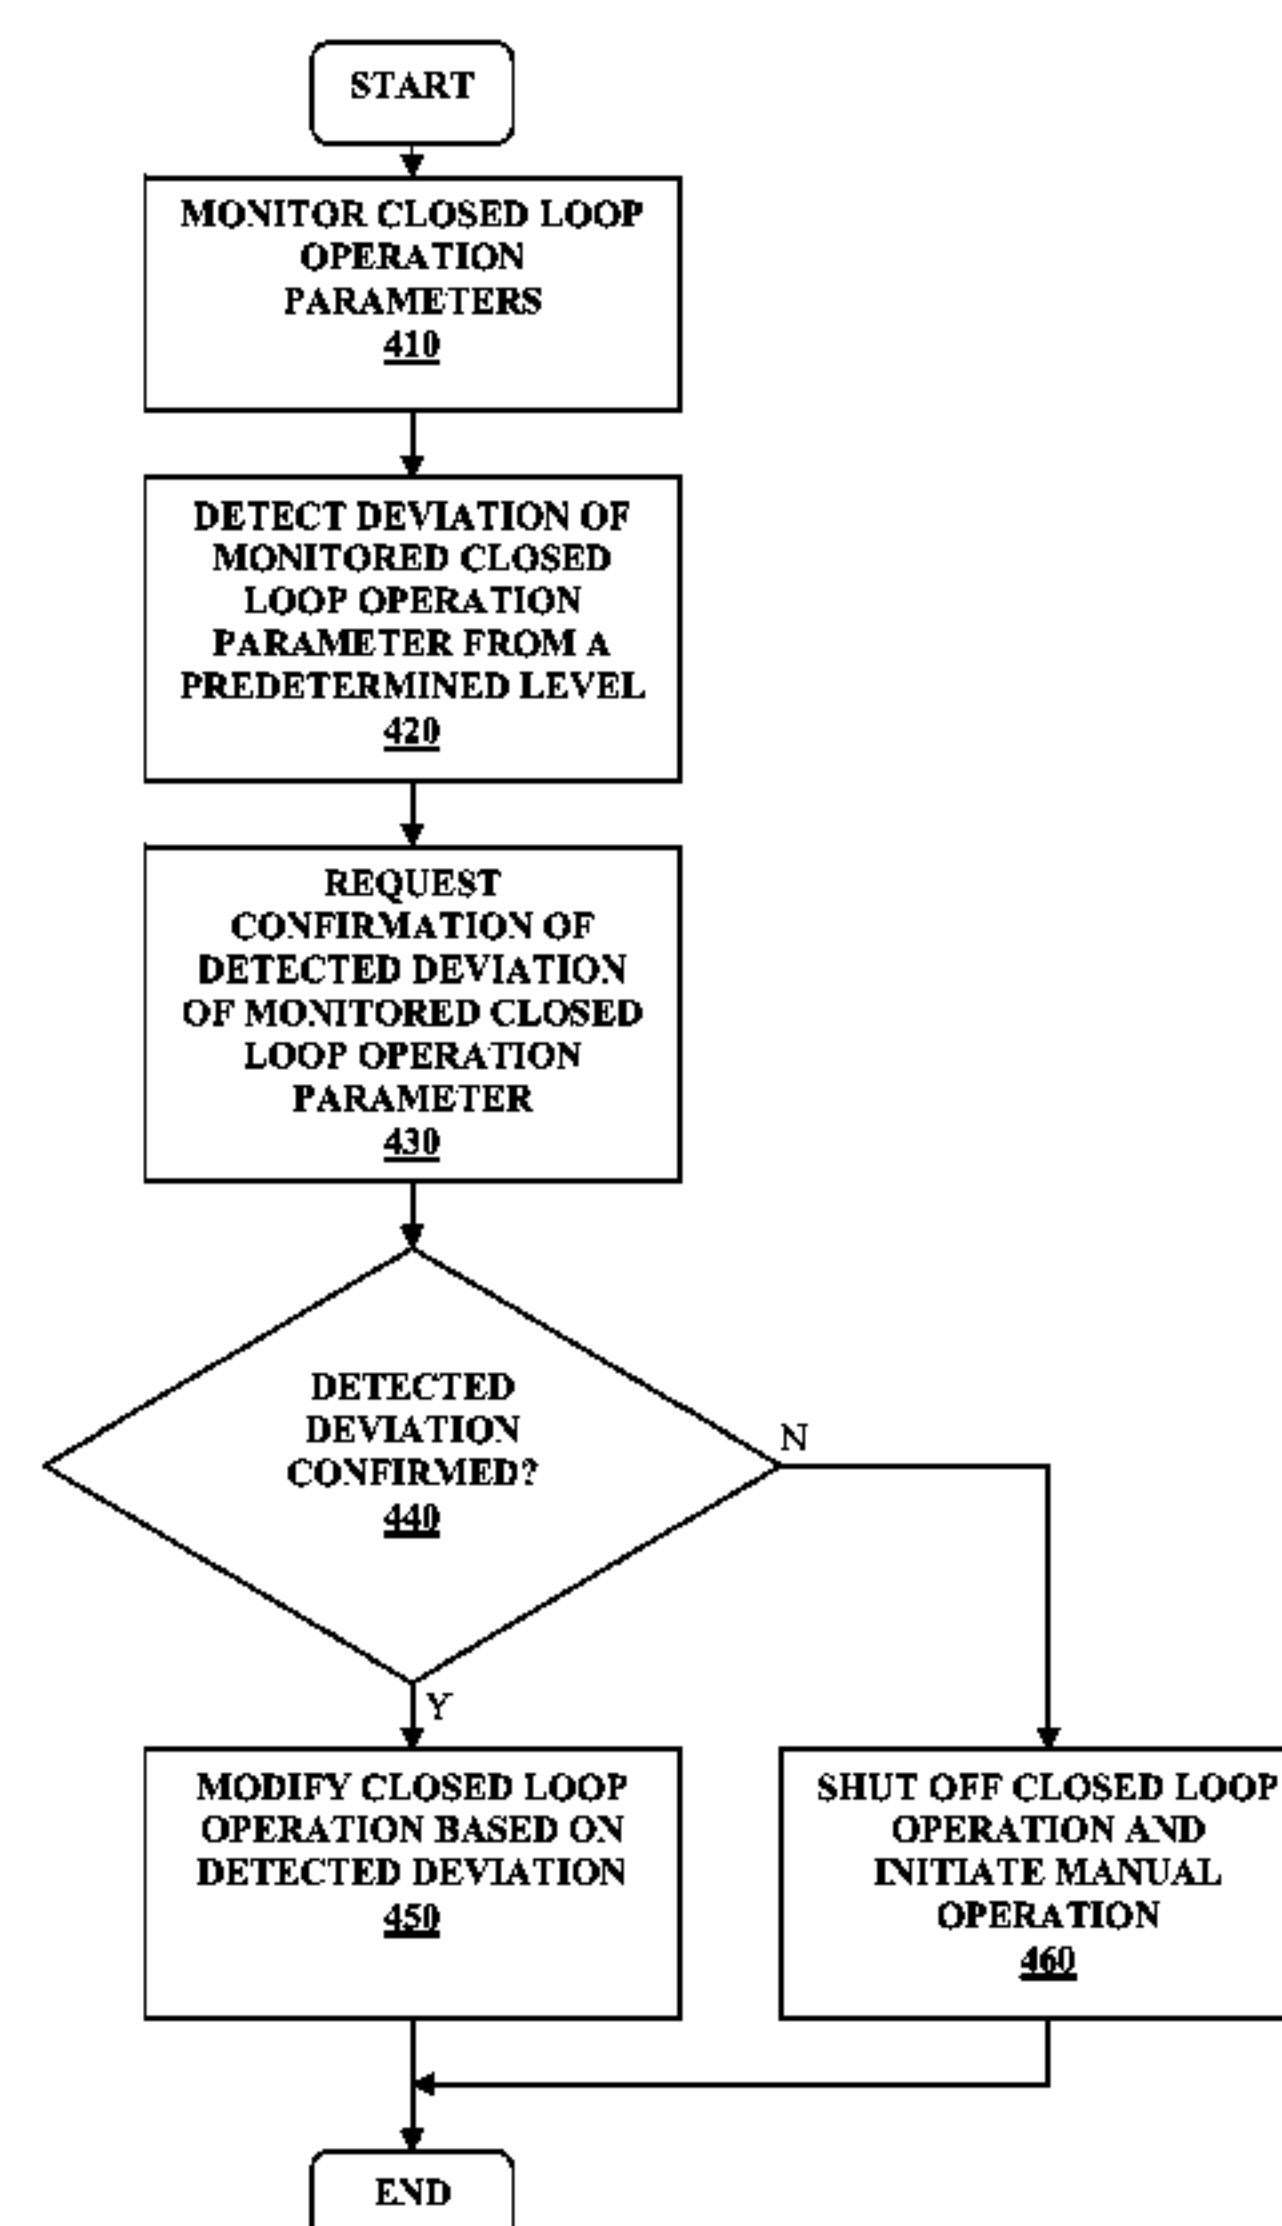 START
MONITOR CLOSED LOOP
OPERATION
PARAMETERS
410
DETECT DEVIATION OF
MONITORED CLOSED
LOOP OPERATION
PARAMETER FROM A
PREDETERMINED LEVEL
420
REQUEST
CONFIRMATION OF
DETECTED DEVIATION
OF MONITORED CLOSED
LOOP OPERATION
PARAMETER
430
DETECTED
DEVIATION
CONFIRMED?
440
N
Y
MODIFY CLOSED LOOP
OPERATION BASED ON
DETECTED DEVIATION
450
SHUT OFF CLOSED LOOP
OPERATION AND
INITIATE MANUAL
OPERATION
460
END